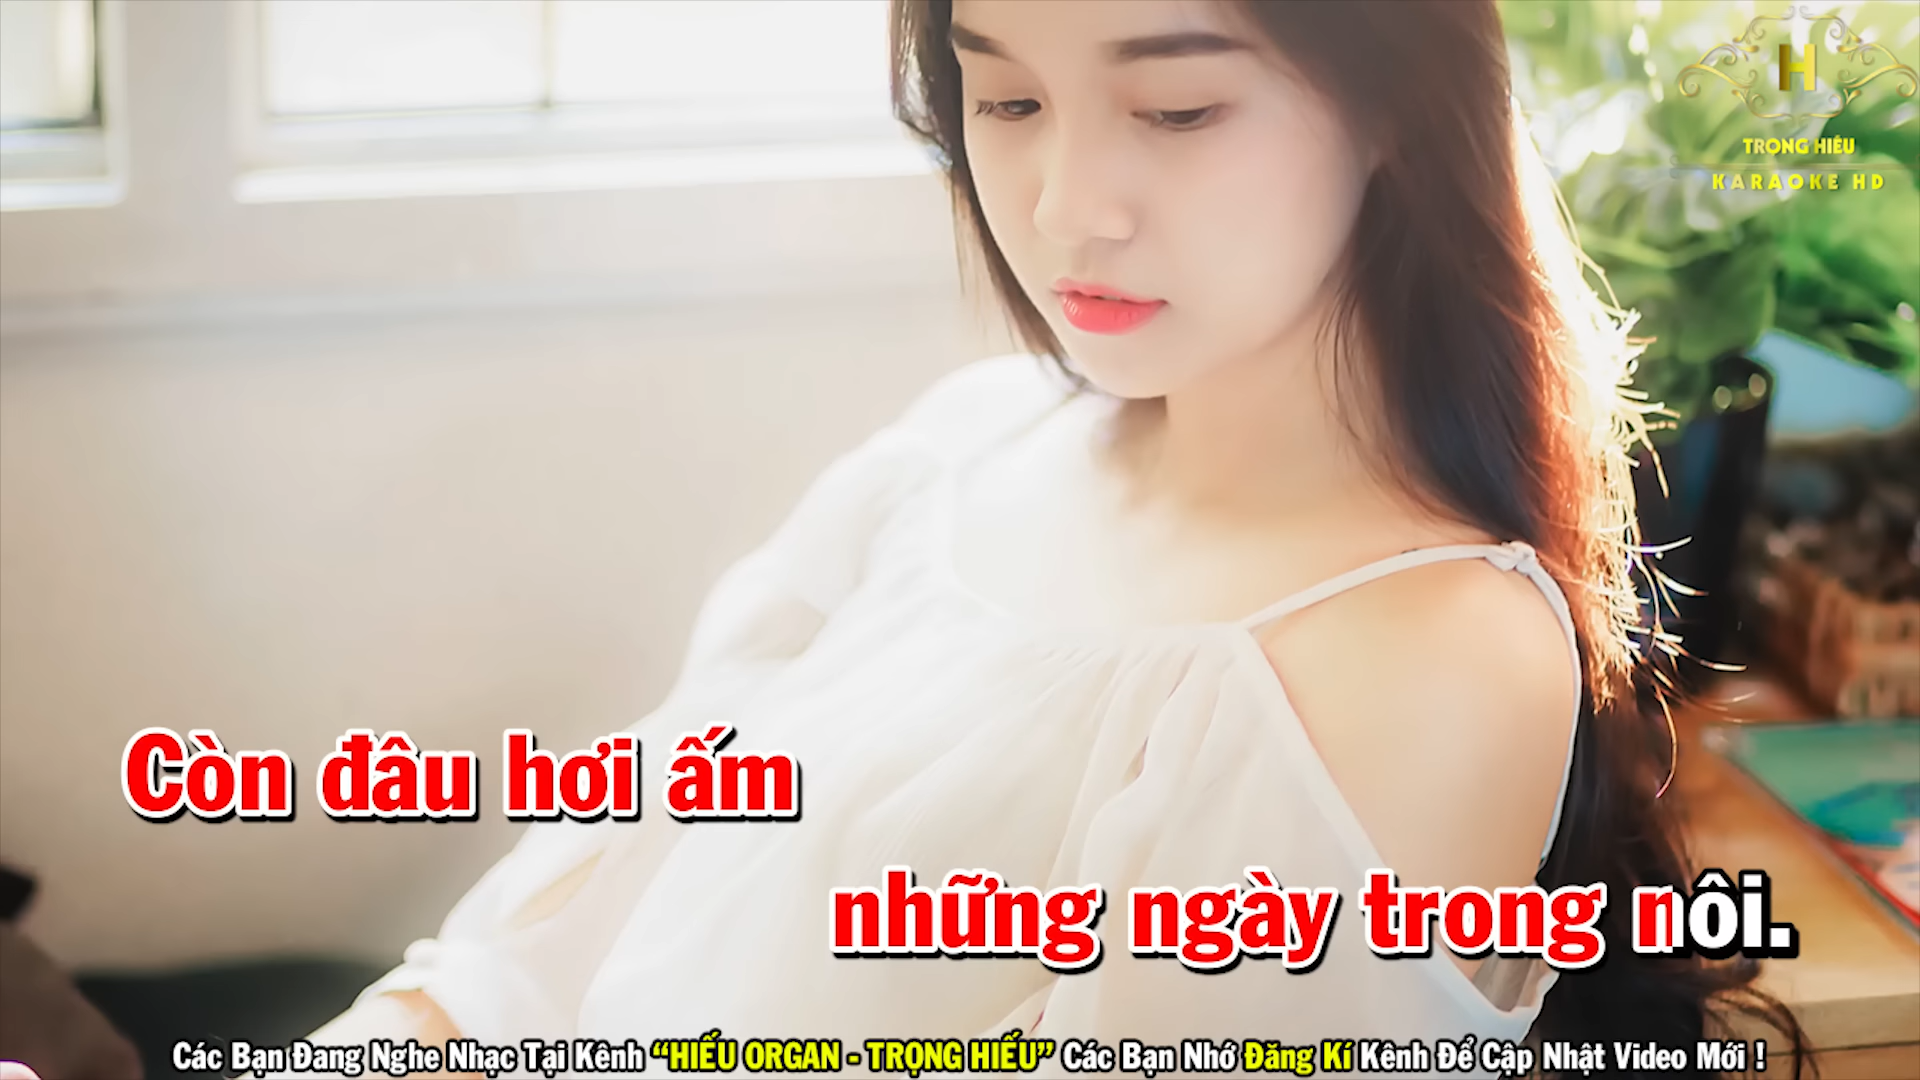 H
TRỌNG HIẾU
KARAOKE HD
Còn đâu hơi ấm
những ngày trong nôi.
Các Bạn Đang Nghe Nhạc Tại Kênh “HIẾU ORGAN - TRỌNG HIẾU” Các Bạn Nhớ Đăng Kí Kênh Để Cập Nhật Video Mới !